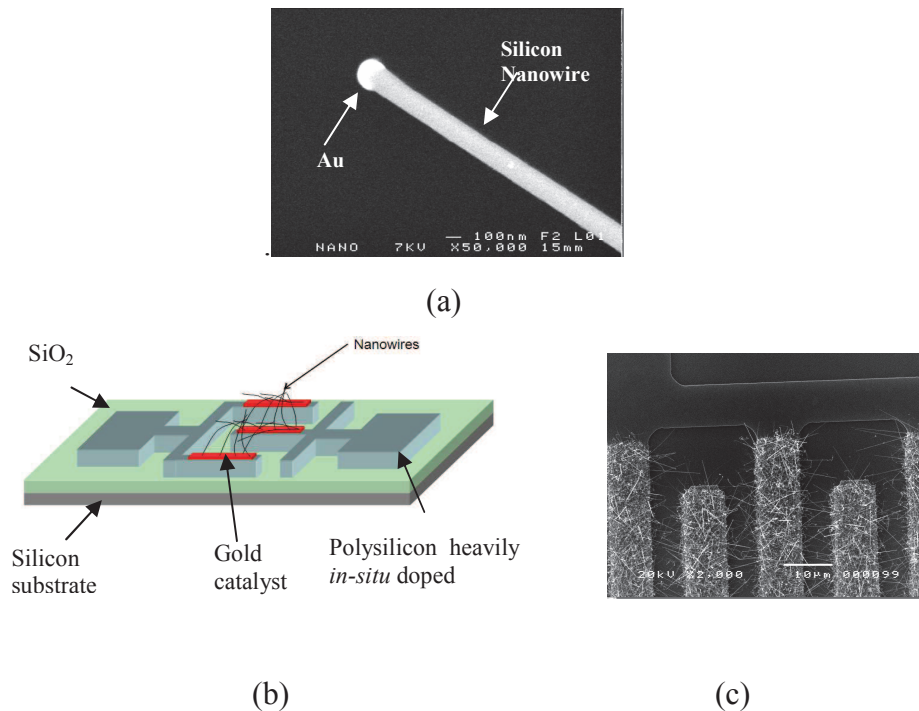 Silicon
Nanowire
Au
100nm F2 L01
NANO 7KV X50,000 15mm
(a)
Nanowires
SiO2
Silicon
substrate
Gold
catalyst
Polysilicon heavily
in-situ doped
20kV X2,000 10µm 000099
(b)
(c)